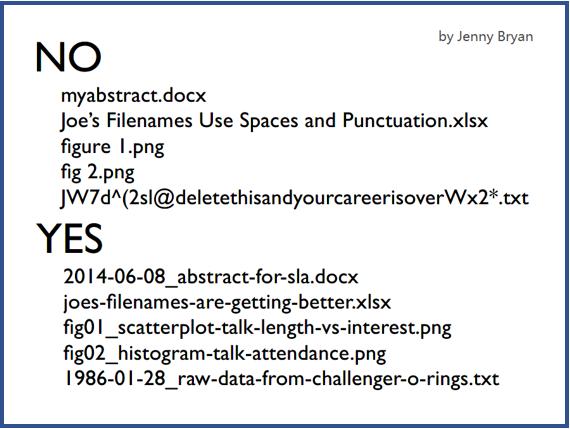 by Jenny Bryan
NO
myabstract.docx
Joe’s Filenames Use Spaces and Punctuation.xlsx
figure 1.png
fig 2.png
JW7d^(2sl@deletethisandyourcareerisoverWx2*.txt
YES
2014-06-08_abstract-for-sla.docx
joes-filenames-are-getting-better.xlsx
fig01_scatterplot-talk-length-vs-interest.png
fig02_histogram-talk-attendance.png
1986-01-28_raw-data-from-challenger-o-rings.txt